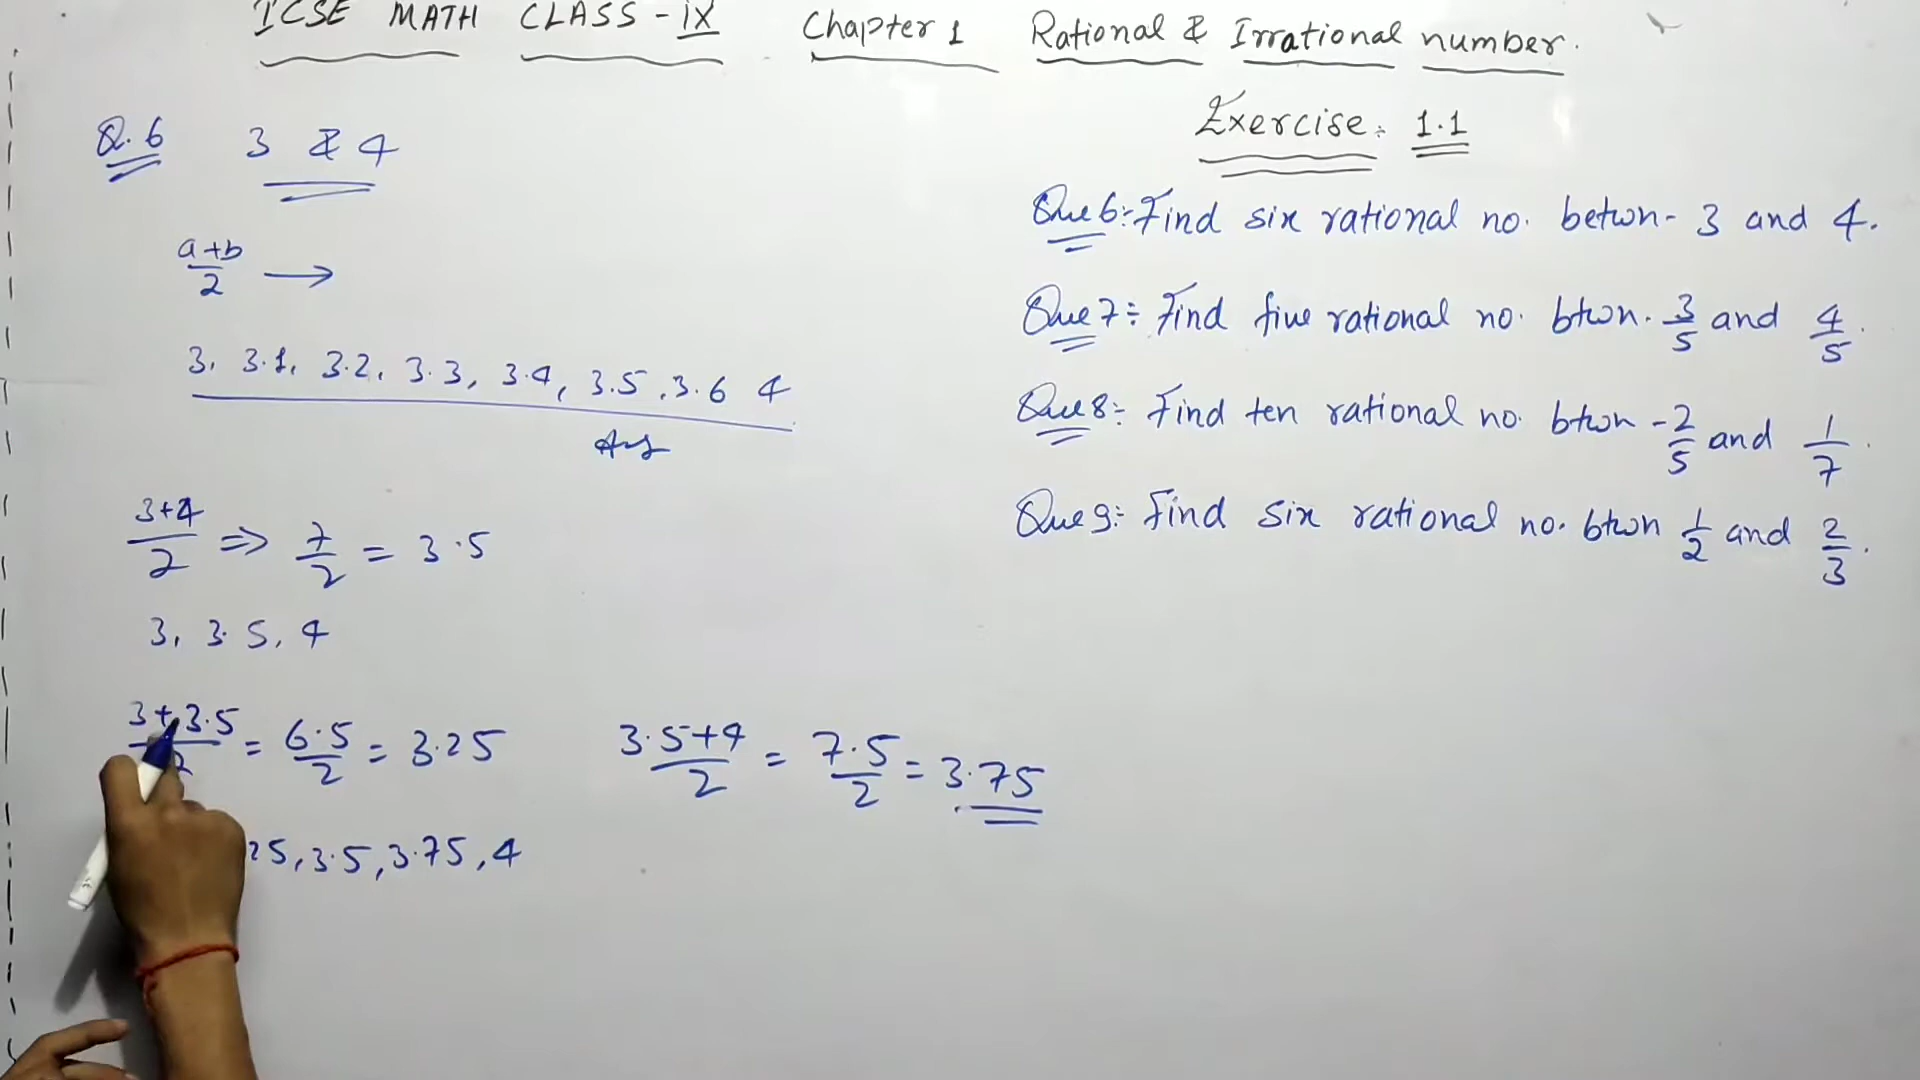 ICSE MATH CLASS - IX Chapter 1 Rational & Irrational number.
Exercise: 1.1
Q. 6 3 & 4
a+b/2 →
3, 3.1, 3.2, 3.3, 3.4, 3.5, 3.6 4
Ans
3+4/2 ⇒ 7/2 = 3.5
3, 3.5, 4
3+3.5/2 = 6.5/2 = 3.25 3.5+4/2 = 7.5/2 = 3.75
25, 3.5, 3.75, 4
Que 6:- Find six rational no. betwn- 3 and 4.
Que 7:- Find five rational no. btwn. 3/5 and 4/5.
Que 8:- Find ten rational no. btwn -2/5 and 1/7.
Que 9:- Find six rational no. btwn 1/2 and 2/3.